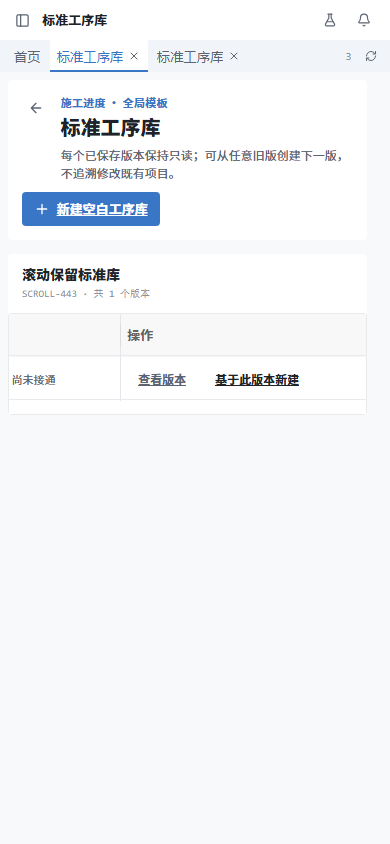 标准工序库
首页 标准工序库 标准工序库 3
施工进度 • 全局模板
标准工序库
每个已保存版本保持只读；可从任意旧版创建下一版，
不追溯修改既有项目。
新建空白工序库
滚动保留标准库
SCROLL-443 · 共 1 个版本
操作
尚未接通 查看版本 基于此版本新建